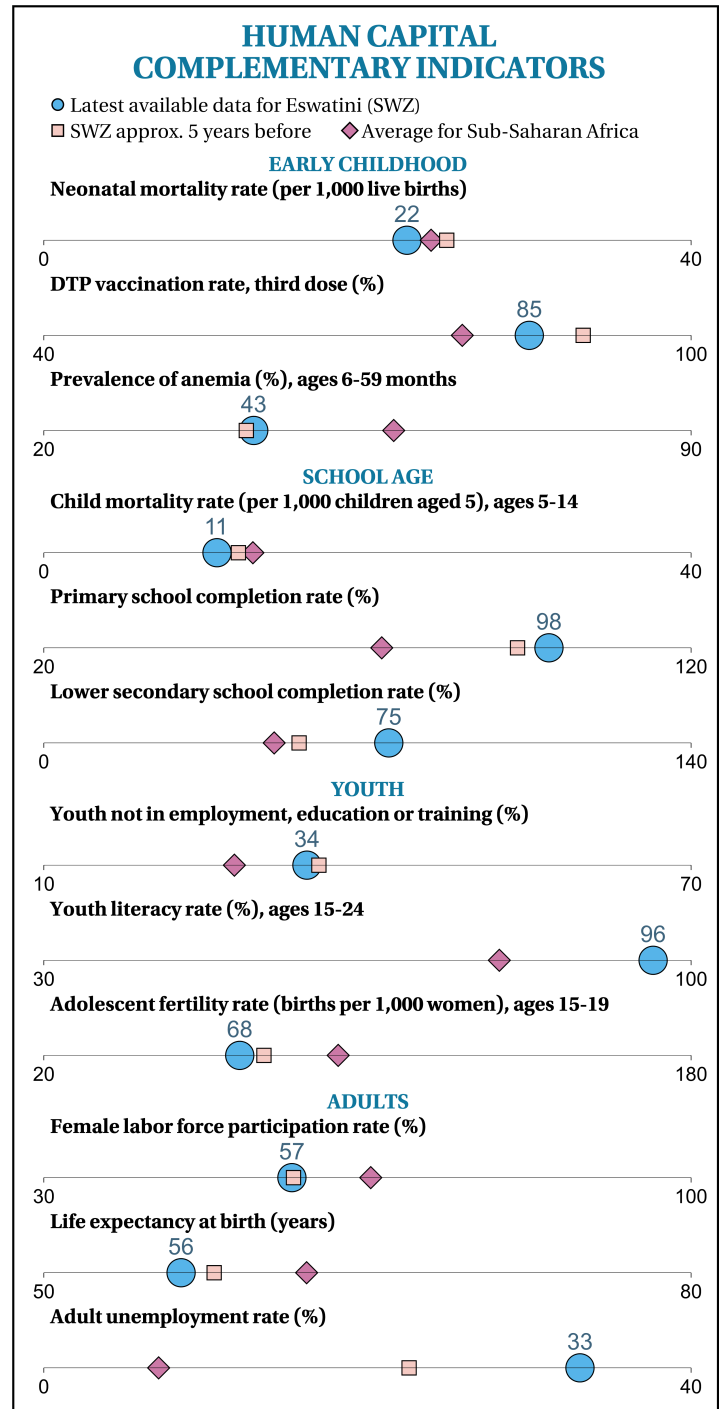 HUMAN CAPITAL
COMPLEMENTARY INDICATORS
Latest available data for Eswatini (SWZ)
SWZ approx. 5 years before Average for Sub-Saharan Africa
EARLY CHILDHOOD
Neonatal mortality rate (per 1,000 live births)
22
0 40
DTP vaccination rate, third dose (%)
85
40 100
Prevalence of anemia (%), ages 6-59 months
43
20 90
SCHOOL AGE
Child mortality rate (per 1,000 children aged 5), ages 5-14
11
0 40
Primary school completion rate (%)
98
20 120
Lower secondary school completion rate (%)
75
0 140
YOUTH
Youth not in employment, education or training (%)
34
10 70
Youth literacy rate (%), ages 15-24
96
30 100
Adolescent fertility rate (births per 1,000 women), ages 15-19
68
20 180
ADULTS
Female labor force participation rate (%)
57
30 100
Life expectancy at birth (years)
56
50 80
Adult unemployment rate (%)
33
0 40